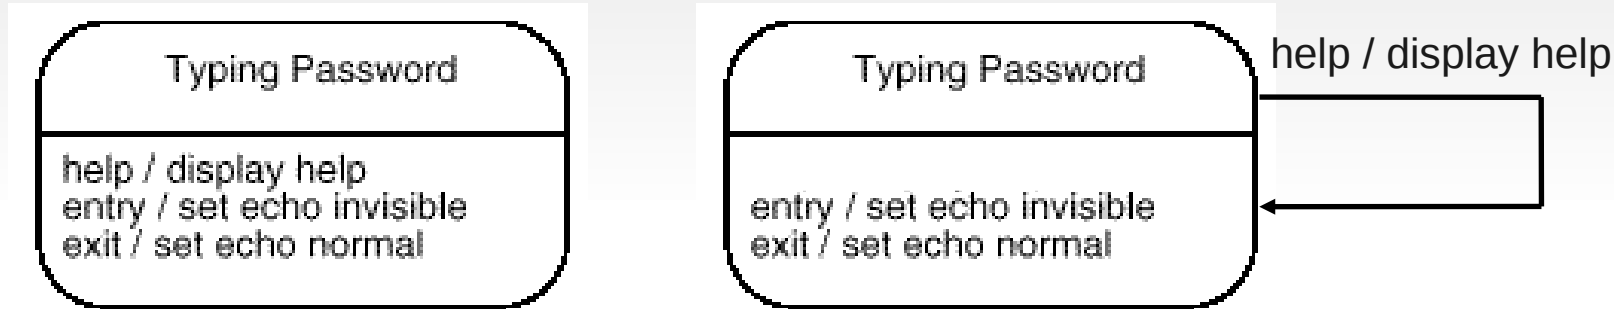 Typing Password
help / display help
entry / set echo invisible
exit / set echo normal
Typing Password
entry / set echo invisible
exit / set echo normal
help / display help